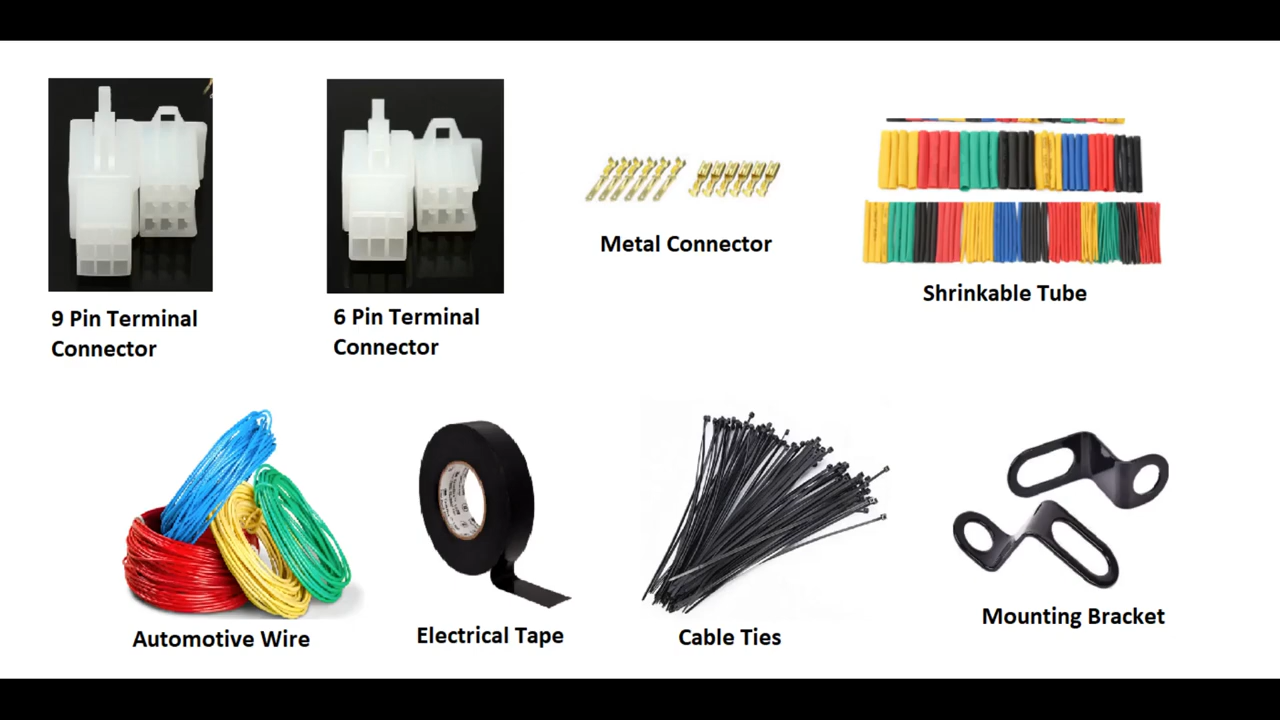 9 Pin Terminal
Connector
6 Pin Terminal
Connector
Metal Connector
Shrinkable Tube
Automotive Wire
Electrical Tape
Cable Ties
Mounting Bracket